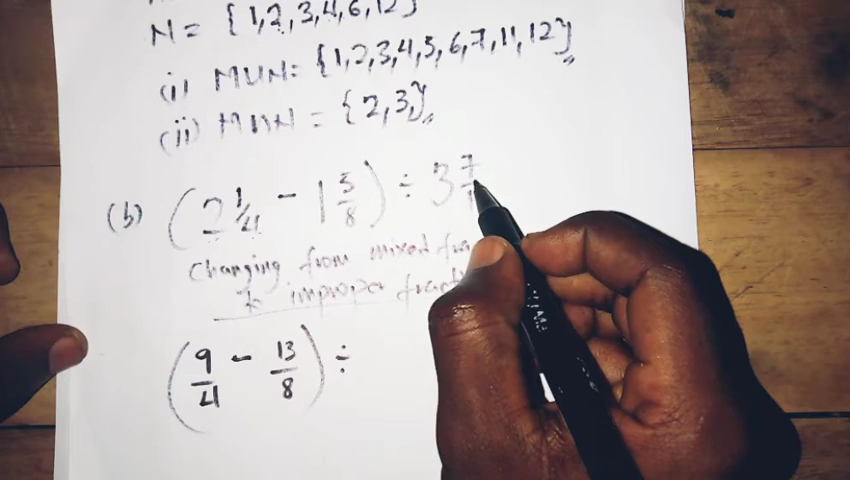 N = {1,2,3,4,6,12}
(i) MUN= {1,2,3,4,5,6,7,11,12}
(ii) M∩N = {2,3}
(b) (2 1/4 - 1 5/8) ÷ 3
Changing from mixed
to improper
(9/4 - 13/8) ÷